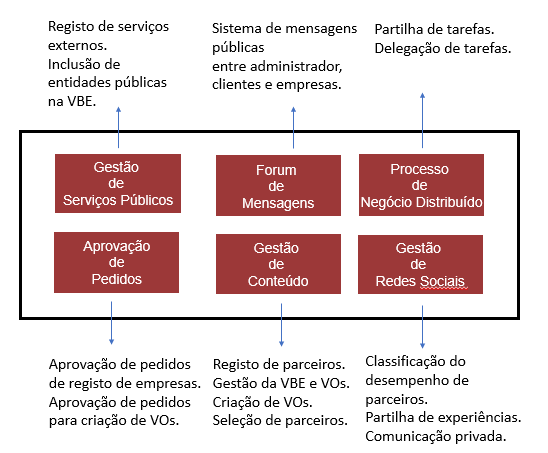 Registo de serviços
externos.
Inclusão de
entidades públicas
na VBE.
Sistema de mensagens
públicas
entre administrador,
clientes e empresas.
Partilha de tarefas.
Delegação de tarefas.
Gestão
de
Serviços Públicos
Forum
de
Mensagens
Processo
de
Negócio Distribuído
Aprovação
de
Pedidos
Gestão
de
Conteúdo
Gestão
de
Redes Sociais
Aprovação de pedidos
de registo de empresas.
Aprovação de pedidos
para criação de VOs.
Registo de parceiros.
Gestão da VBE e VOs.
Criação de VOs.
Seleção de parceiros.
Classificação do
desempenho de
parceiros.
Partilha de experiências.
Comunicação privada.